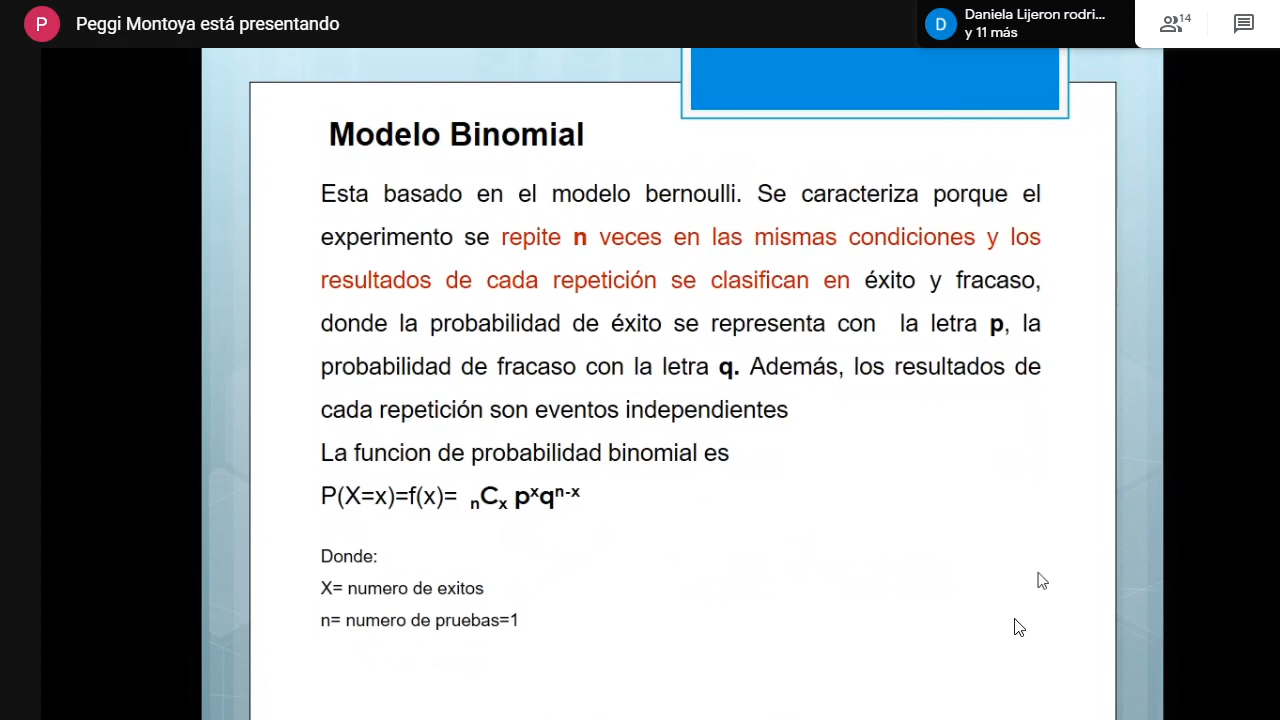 P Peggi Montoya está presentando
D Daniela Lijeron rodri...
y 11 más
14
Modelo Binomial
Esta basado en el modelo bernoulli. Se caracteriza porque el
experimento se repite n veces en las mismas condiciones y los
resultados de cada repetición se clasifican en éxito y fracaso,
donde la probabilidad de éxito se representa con la letra p, la
probabilidad de fracaso con la letra q. Además, los resultados de
cada repetición son eventos independientes
La funcion de probabilidad binomial es
P(X=x)=f(x)= ₙCₓ pˣqⁿ⁻ˣ
Donde:
X= numero de exitos
n= numero de pruebas=1